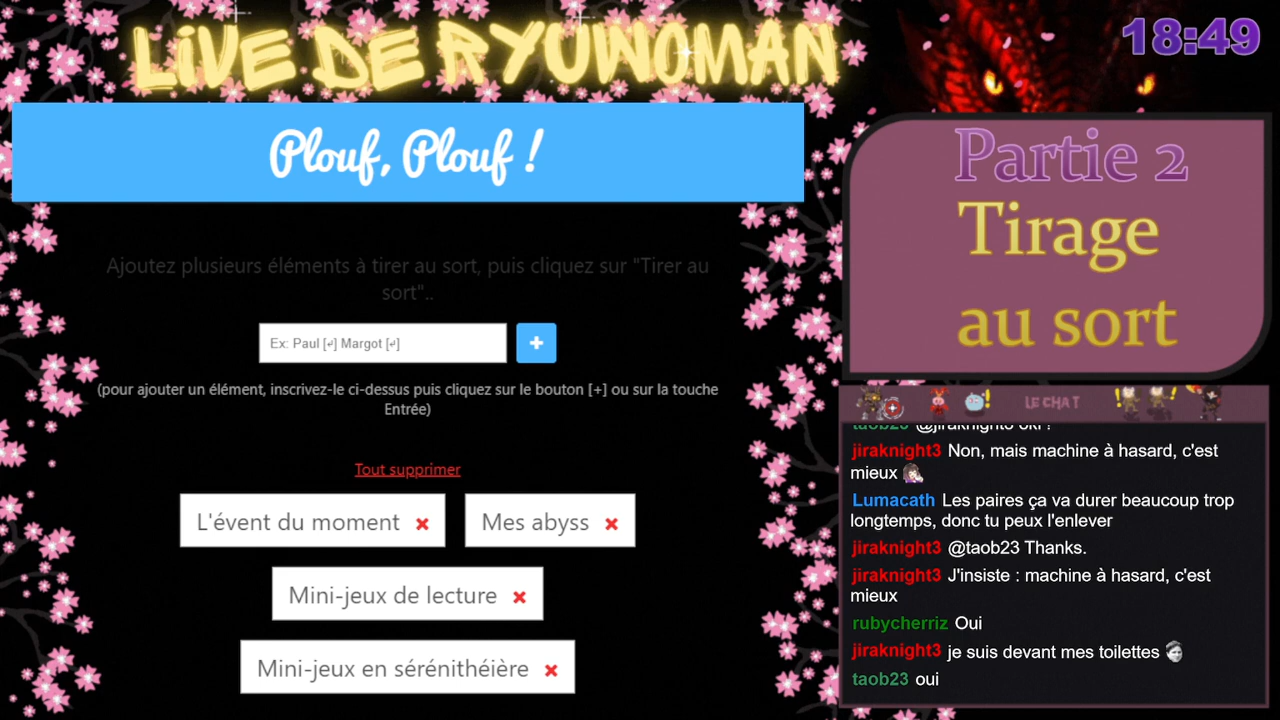 LIVE DE RYUWOMAN
18:49
Plouf, Plouf !
Partie 2
Tirage
au sort
Ajoutez plusieurs éléments à tirer au sort, puis cliquez sur "Tirer au
sort"..
Ex: Paul [↵] Margot [↵]
+
(pour ajouter un élément, inscrivez-le ci-dessus puis cliquez sur le bouton [+] ou sur la touche
Entrée)
Tout supprimer
L'évent du moment
Mes abyss
Mini-jeux de lecture
Mini-jeux en sérénithéière
LE CHAT
taob23 @jiraknight3 oki !
jiraknight3 Non, mais machine à hasard, c'est
mieux
Lumacath Les paires ça va durer beaucoup trop
longtemps, donc tu peux l'enlever
jiraknight3 @taob23 Thanks.
jiraknight3 J'insiste : machine à hasard, c'est
mieux
rubycherriz Oui
jiraknight3 je suis devant mes toilettes
taob23 oui